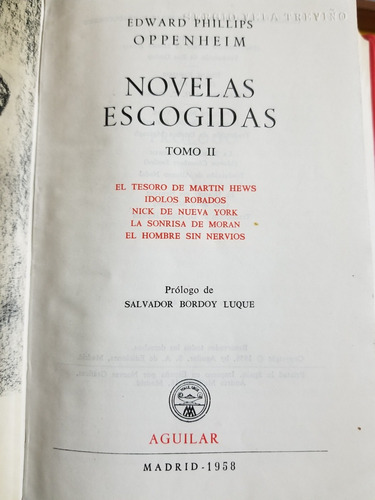 EDWARD PHILLIPS
OPPENHEIM
NOVELAS
ESCOGIDAS
TOMO II
EL TESORO DE MARTIN HEWS
IDOLOS ROBADOS
NICK DE NUEVA YORK
LA SONRISA DE MORAN
EL HOMBRE SIN NERVIOS
Prólogo de
SALVADOR BORDOY LUQUE
AGUILAR
MADRID-1958